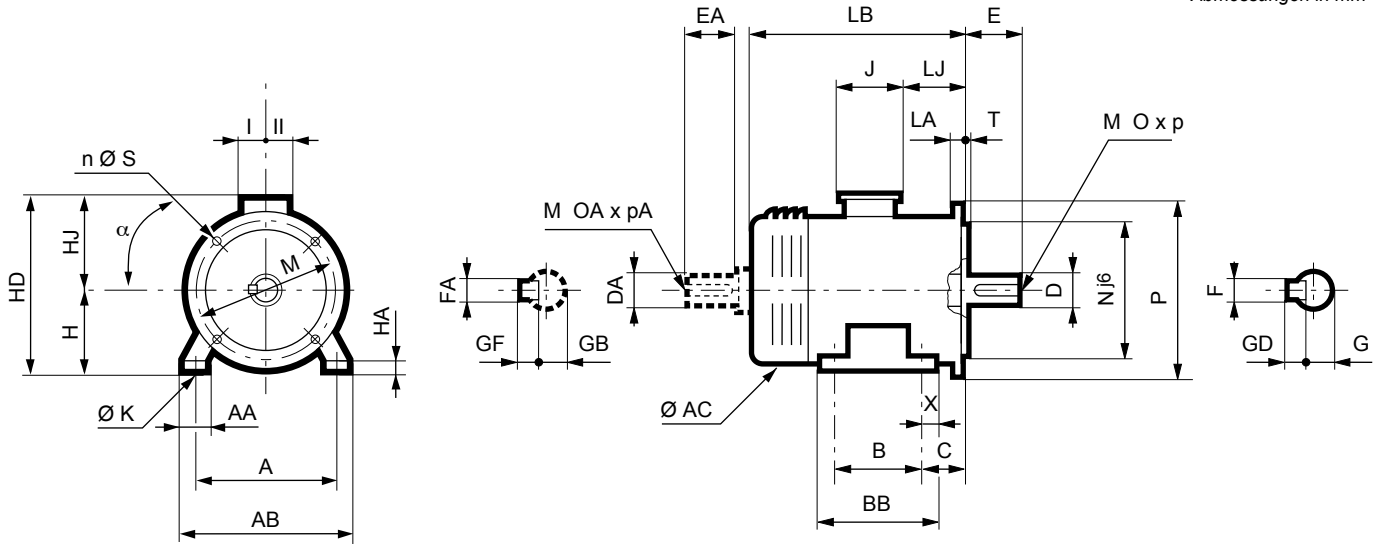 Abmessungen in mm
EA
LB
E
J
LJ
LA
T
M O x p
I
II
n Ø S
α
HJ
HD
H
M
HA
Ø K
AA
A
AB
M OA x pA
FA
GF
GB
DA
D
N j6
P
F
GD
G
Ø AC
X
B
C
BB